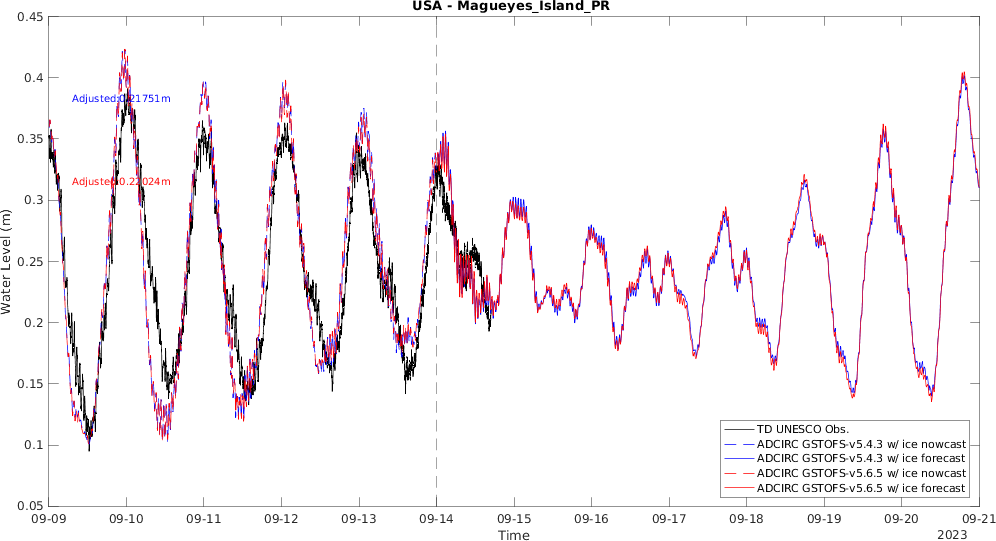 USA - Magueyes_Island_PR
0.45
0.4
0.35
0.3
0.25
0.2
0.15
0.1
0.05
Water Level (m)
Adjusted:0.21751m
Adjusted:0.22024m
TD UNESCO Obs.
ADCIRC GSTOFS-v5.4.3 w/ ice nowcast
ADCIRC GSTOFS-v5.4.3 w/ ice forecast
ADCIRC GSTOFS-v5.6.5 w/ ice nowcast
ADCIRC GSTOFS-v5.6.5 w/ ice forecast
09-09 09-10 09-11 09-12 09-13 09-14 09-15 09-16 09-17 09-18 09-19 09-20 09-21
Time
2023